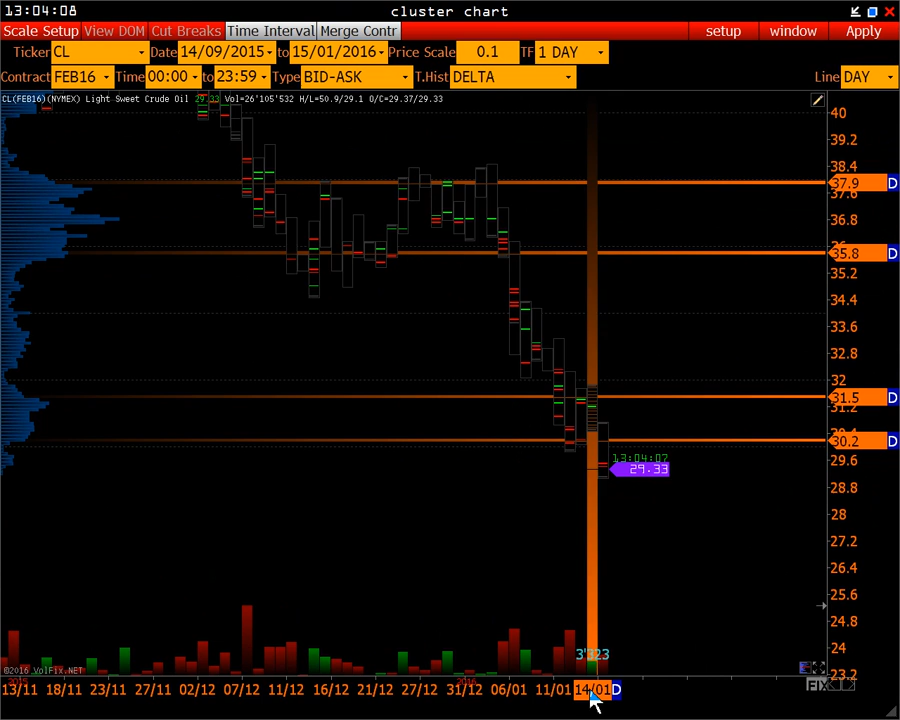 13:04:08 cluster chart
Scale Setup View DOM Cut Breaks Time Interval Merge Contr setup window Apply
Ticker CL Date 14/09/2015 to 15/01/2016 Price Scale 0.1 TF 1 DAY
Contract FEB16 Time 00:00 to 23:59 Type BID-ASK T.Hist DELTA Line DAY
CL(FEB16)(NYMEX) Light Sweet Crude Oil 29.33 Vol=26'105'532 H/L=50.9/29.1 O/C=29.37/29.33
40
39.2
38.4
37.9 D
37.6
36.8
36
35.8 D
35.2
34.4
33.6
32.8
32
31.5 D
31.2
30.4
30.2 D
29.6
13:04:07
29.33
28.8
28
27.2
26.4
25.6
24.8
24
3'323
©2016 VolFix.NET
23.2
2015 2016
13/11 18/11 23/11 27/11 02/12 07/12 11/12 16/12 21/12 27/12 31/12 06/01 11/01 14/01 D
FIX